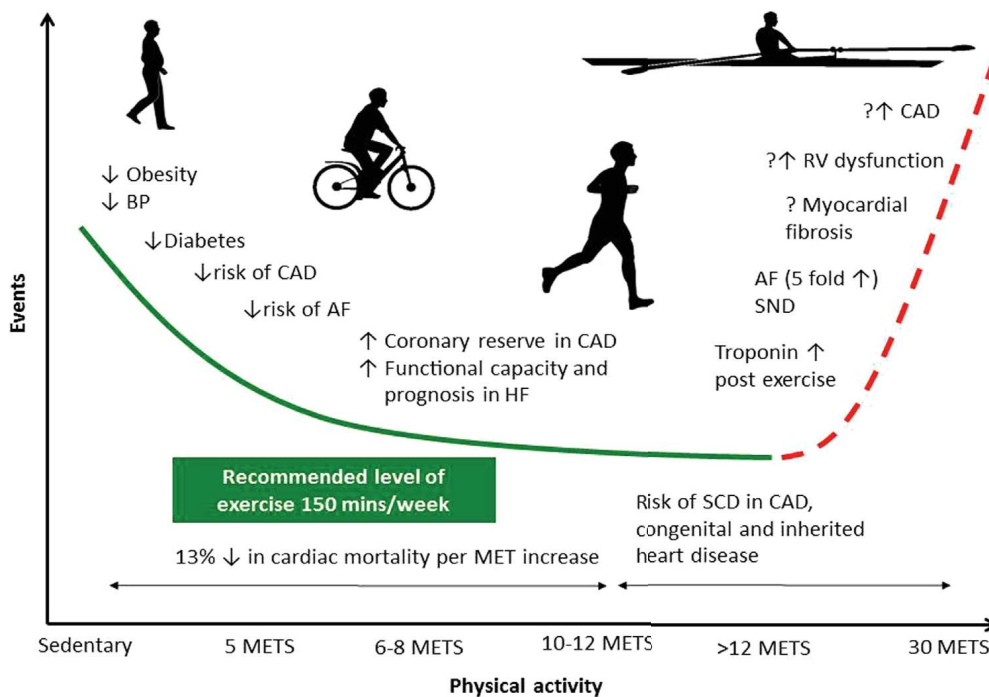 ?↑ CAD
?↑ RV dysfunction
? Myocardial
fibrosis
AF (5 fold ↑)
SND
Troponin ↑
post exercise
↓ Obesity
↓ BP
↓Diabetes
↓risk of CAD
↓risk of AF
↑ Coronary reserve in CAD
↑ Functional capacity and
prognosis in HF
Events
Recommended level of
exercise 150 mins/week
13% ↓ in cardiac mortality per MET increase
Risk of SCD in CAD,
congenital and inherited
heart disease
Sedentary
5 METS
6-8 METS
10-12 METS
>12 METS
30 METS
Physical activity